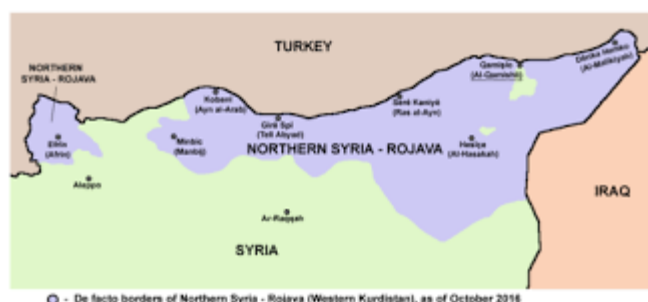 TURKEY
NORTHERN
SYRIA - ROJAVA
Qamişlo
(Al-Qamishli)
Dêrika Hemko
(Al-Malikiyah)
Kobanî
(Ayn al-Arab)
Serê Kaniyê
(Ras al-Ayn)
Girê Spî
(Tell Abyad)
Efrîn
(Afrin)
Minbic
(Manbij)
NORTHERN SYRIA - ROJAVA
Hesîçe
(Al-Hasakah)
Aleppo
IRAQ
Ar-Raqqah
SYRIA
- De facto borders of Northern Syria - Rojava (Western Kurdistan), as of October 2016